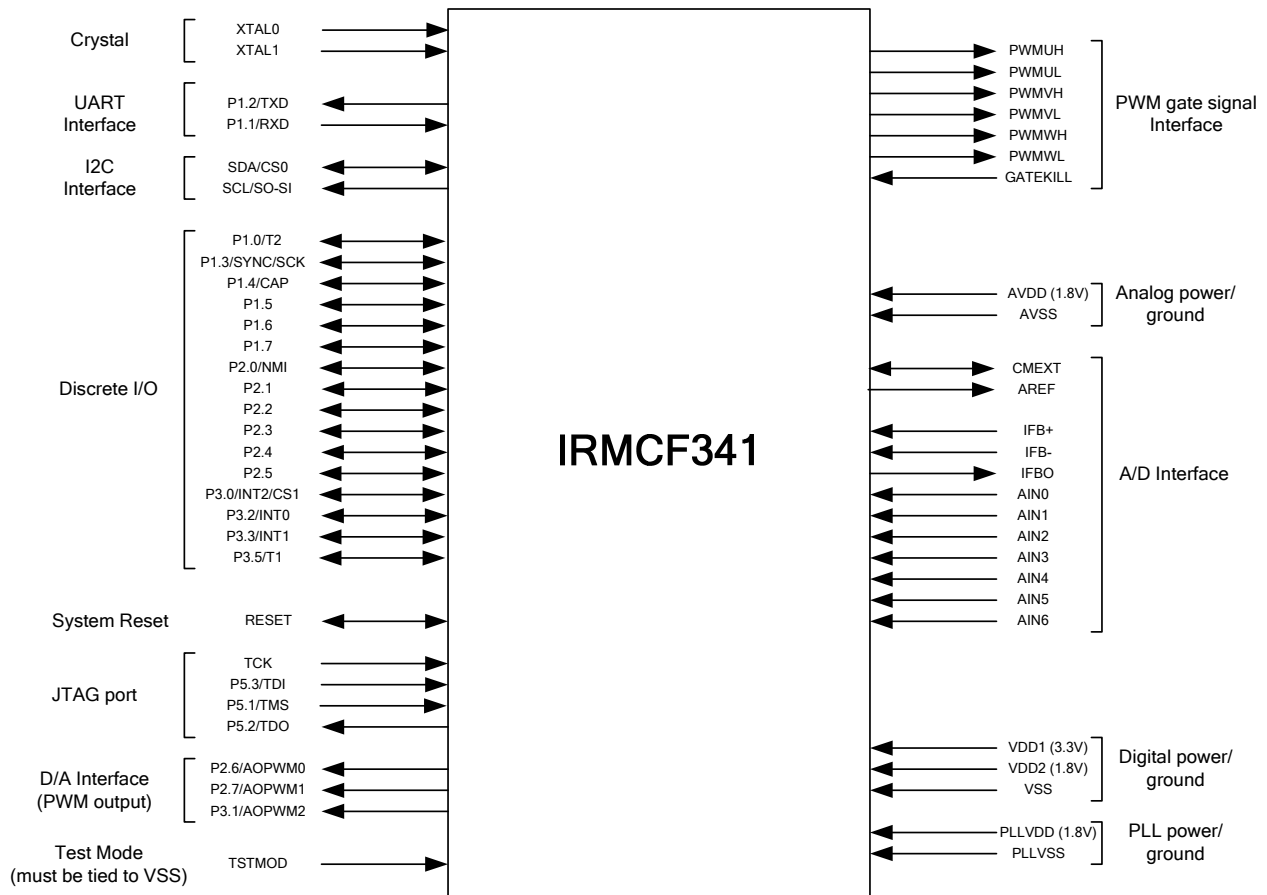 Crystal
XTAL0
XTAL1
UART
Interface
P1.2/TXD
P1.1/RXD
I2C
Interface
SDA/CS0
SCL/SO-SI
Discrete I/O
P1.0/T2
P1.3/SYNC/SCK
P1.4/CAP
P1.5
P1.6
P1.7
P2.0/NMI
P2.1
P2.2
P2.3
P2.4
P2.5
P3.0/INT2/CS1
P3.2/INT0
P3.3/INT1
P3.5/T1
System Reset
RESET
JTAG port
TCK
P5.3/TDI
P5.1/TMS
P5.2/TDO
D/A Interface
(PWM output)
P2.6/AOPWM0
P2.7/AOPWM1
P3.1/AOPWM2
Test Mode
(must be tied to VSS)
TSTMOD
IRMCF341
PWMUH
PWMUL
PWMVH
PWMVL
PWMWH
PWMWL
GATEKILL
PWM gate signal
Interface
AVDD (1.8V)
AVSS
Analog power/
ground
CMEXT
AREF
IFB+
IFB-
IFBO
AIN0
AIN1
AIN2
AIN3
AIN4
AIN5
AIN6
A/D Interface
VDD1 (3.3V)
VDD2 (1.8V)
VSS
Digital power/
ground
PLLVDD (1.8V)
PLLVSS
PLL power/
ground